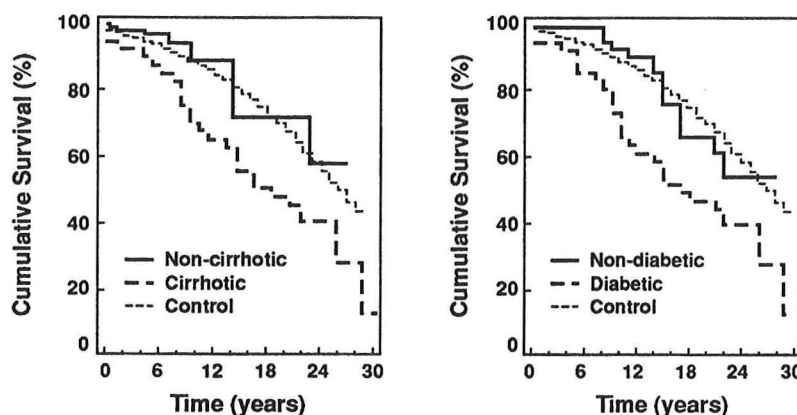 Cumulative Survival (%)
100
80
60
40
20
0
Non-cirrhotic
Cirrhotic
Control
0 6 12 18 24 30
Time (years)
Cumulative Survival (%)
100
80
60
40
20
0
Non-diabetic
Diabetic
Control
0 6 12 18 24 30
Time (years)